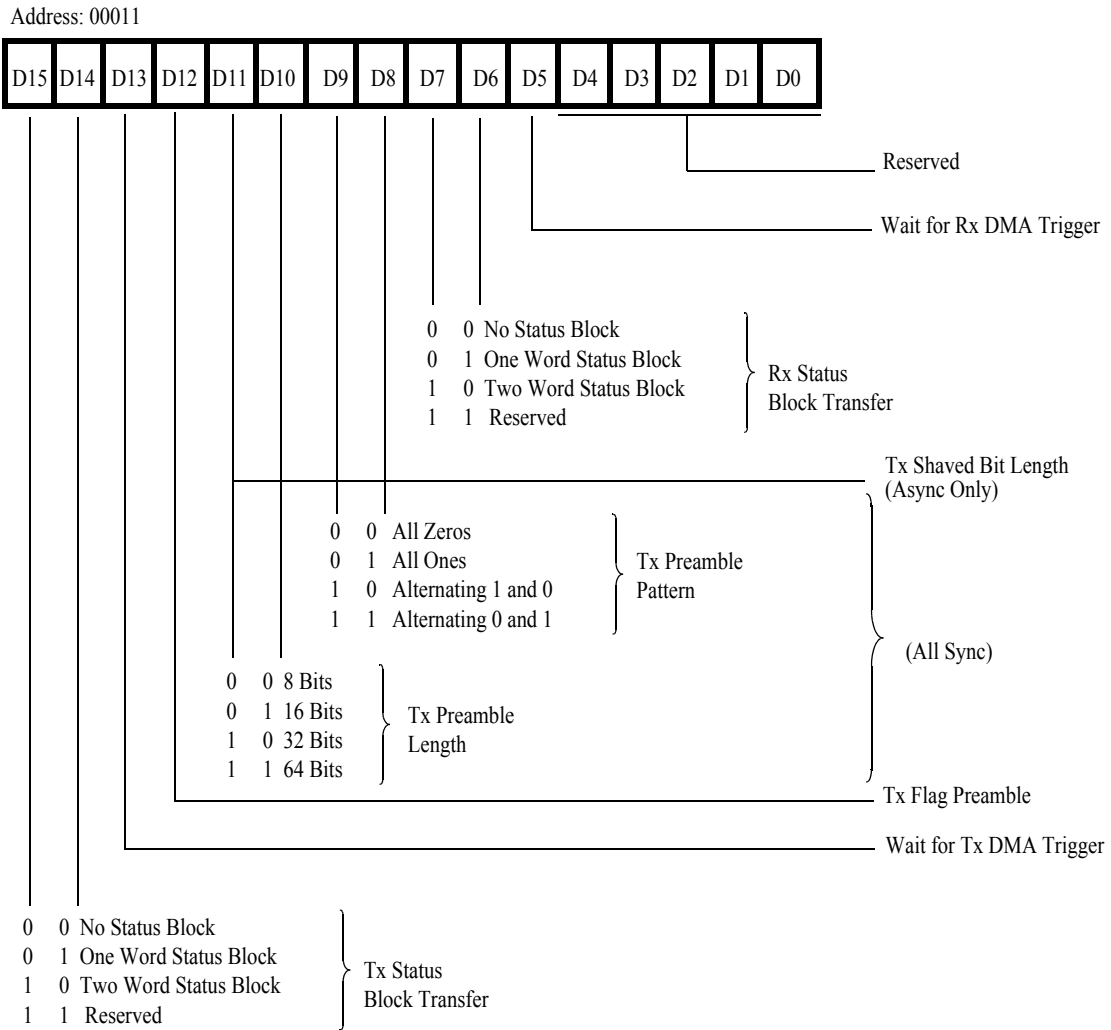 Address: 00011
D15 D14 D13 D12 D11 D10 D9 D8 D7 D6 D5 D4 D3 D2 D1 D0
Reserved
Wait for Rx DMA Trigger
0 0 No Status Block
0 1 One Word Status Block
1 0 Two Word Status Block
1 1 Reserved
Rx Status
Block Transfer
Tx Shaved Bit Length
(Async Only)
0 0 All Zeros
0 1 All Ones
1 0 Alternating 1 and 0
1 1 Alternating 0 and 1
Tx Preamble
Pattern
(All Sync)
0 0 8 Bits
0 1 16 Bits
1 0 32 Bits
1 1 64 Bits
Tx Preamble
Length
Tx Flag Preamble
Wait for Tx DMA Trigger
0 0 No Status Block
0 1 One Word Status Block
1 0 Two Word Status Block
1 1 Reserved
Tx Status
Block Transfer